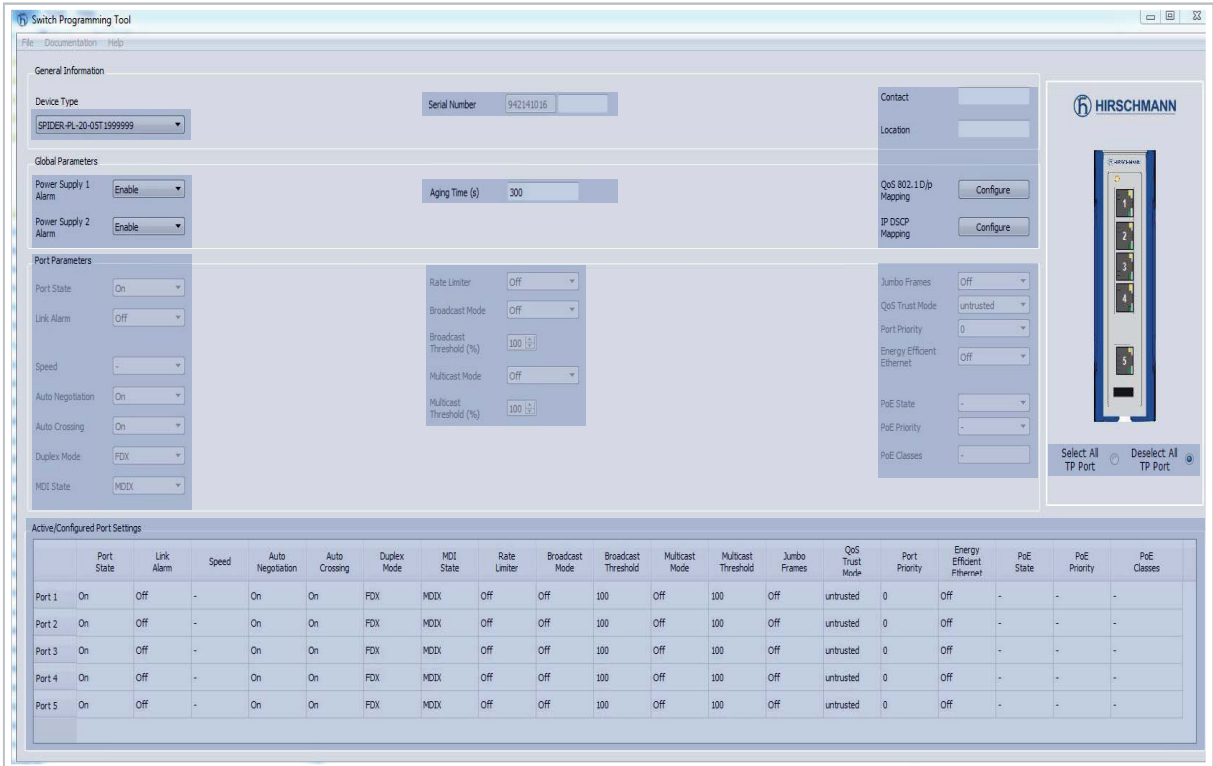 Switch Programming Tool
File Documentation Help
General Information
Device Type
SPIDER-PL-20-05T1999999
Serial Number 942141016
Contact
Location
Global Parameters
Power Supply 1 Alarm Enable
Power Supply 2 Alarm Enable
Aging Time (s) 300
QoS 802.1D/p Mapping Configure
IP DSCP Mapping Configure
Port Parameters
Port State On
Link Alarm Off
Speed -
Auto Negotiation On
Auto Crossing On
Duplex Mode FDX
MDI State MDIX
Rate Limiter Off
Broadcast Mode Off
Broadcast Threshold (%) 100
Multicast Mode Off
Multicast Threshold (%) 100
Jumbo Frames Off
QoS Trust Mode untrusted
Port Priority 0
Energy Efficient Ethernet Off
PoE State -
PoE Priority -
PoE Classes -
HIRSCHMANN
HIRSCHMANN
1
2
3
4
5
Select All TP Port
Deselect All TP Port
Active/Configured Port Settings
Port State Link Alarm Speed Auto Negotiation Auto Crossing Duplex Mode MDI State Rate Limiter Broadcast Mode Broadcast Threshold Multicast Mode Multicast Threshold Jumbo Frames QoS Trust Mode Port Priority Energy Efficient Ethernet PoE State PoE Priority PoE Classes
Port 1 On Off - On On FDX MDIX Off Off 100 Off 100 Off untrusted 0 Off - - -
Port 2 On Off - On On FDX MDIX Off Off 100 Off 100 Off untrusted 0 Off - - -
Port 3 On Off - On On FDX MDIX Off Off 100 Off 100 Off untrusted 0 Off - - -
Port 4 On Off - On On FDX MDIX Off Off 100 Off 100 Off untrusted 0 Off - - -
Port 5 On Off - On On FDX MDIX Off Off 100 Off 100 Off untrusted 0 Off - - -